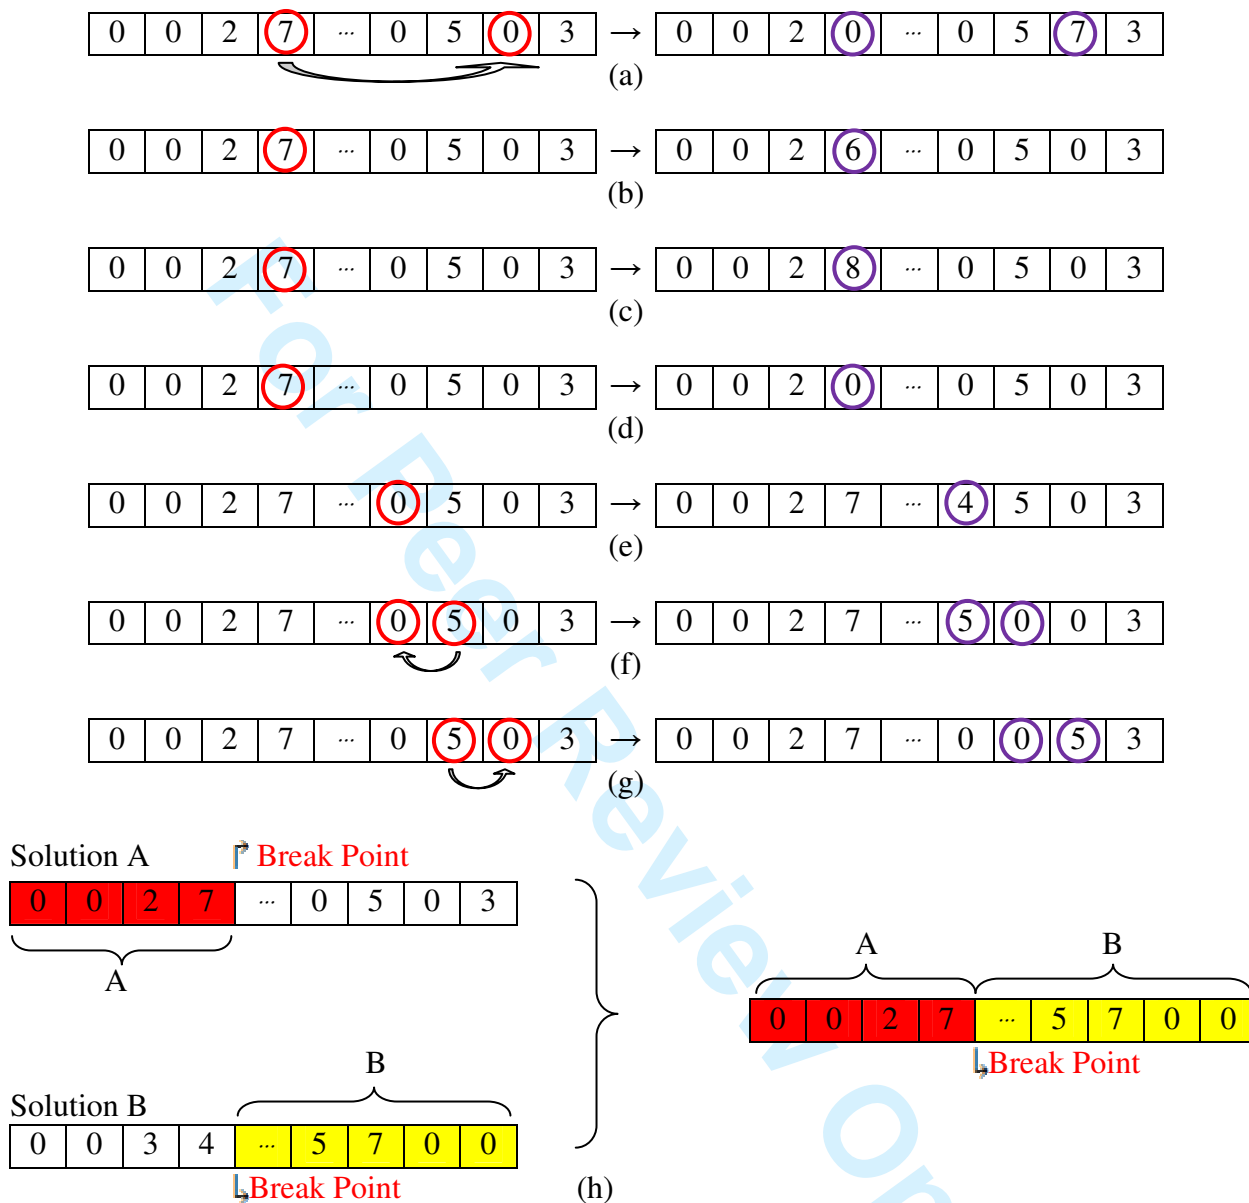 0 0 2 7 ... 0 5 0 3 → 0 0 2 0 ... 0 5 7 3
(a)
0 0 2 7 ... 0 5 0 3 → 0 0 2 6 ... 0 5 0 3
(b)
0 0 2 7 ... 0 5 0 3 → 0 0 2 8 ... 0 5 0 3
(c)
0 0 2 7 ... 0 5 0 3 → 0 0 2 0 ... 0 5 0 3
(d)
0 0 2 7 ... 0 5 0 3 → 0 0 2 7 ... 4 5 0 3
(e)
0 0 2 7 ... 0 5 0 3 → 0 0 2 7 ... 5 0 0 3
(f)
0 0 2 7 ... 0 5 0 3 → 0 0 2 7 ... 0 0 5 3
(g)
Solution A Break Point
0 0 2 7 ... 0 5 0 3
A
A B
0 0 2 7 ... 5 7 0 0
Break Point
B
Solution B
0 0 3 4 ... 5 7 0 0
Break Point
(h)
For Peer Review On